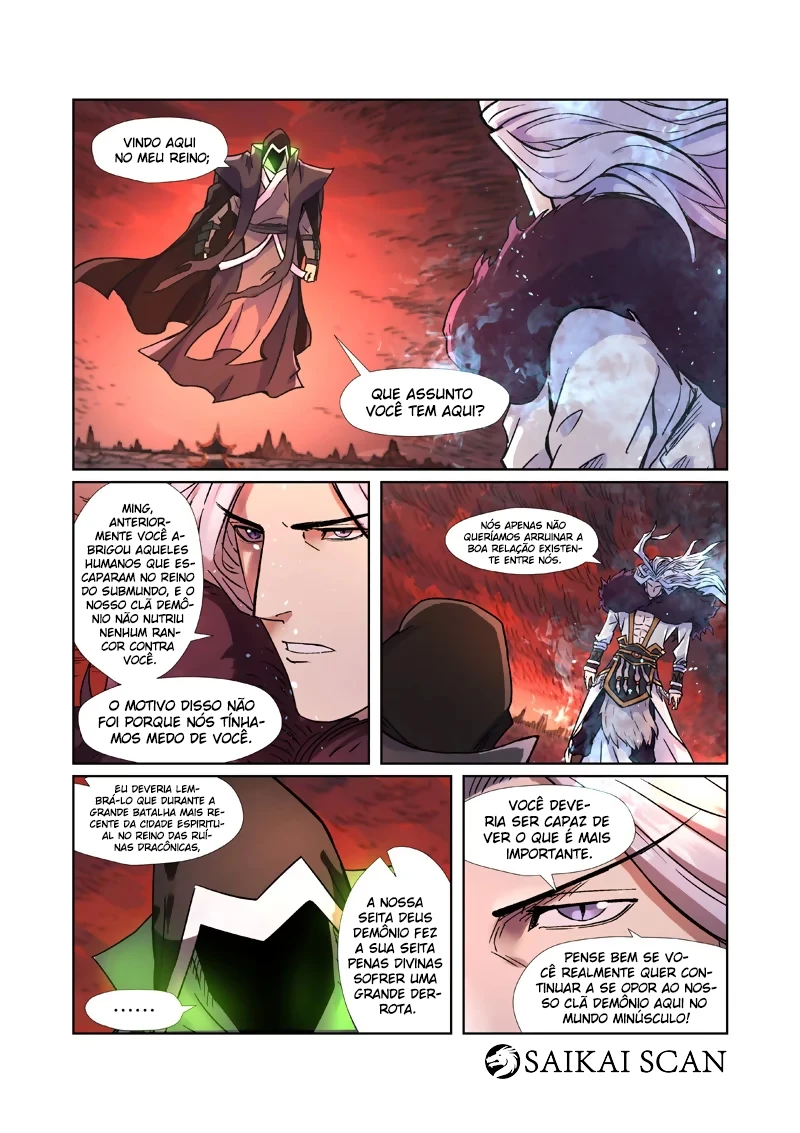 VINDO AQUI
NO MEU REINO;
QUE ASSUNTO
VOCÊ TEM AQUI?
MING,
ANTERIOR-
MENTE VOCÊ A-
BRIGOU AQUELES
HUMANOS QUE ES-
CAPARAM NO REINO
DO SUBMUNDO, E O
NOSSO CLÃ DEMÔ-
NIO NÃO NUTRIU
NENHUM RAN-
COR CONTRA
VOCÊ.
O MOTIVO DISSO NÃO
FOI PORQUE NÓS TÍNHA-
MOS MEDO DE VOCÊ.
NÓS APENAS NÃO
QUERÍAMOS ARRUINAR A
BOA RELAÇÃO EXISTEN-
TE ENTRE NÓS.
EU DEVERIA LEM-
BRÁ-LO QUE DURANTE A
GRANDE BATALHA MAIS RE-
CENTE DA CIDADE ESPIRITU-
AL NO REINO DAS RUÍ-
NAS DRACÔNICAS,
A NOSSA
SEITA DEUS
DEMÔNIO FEZ
A SUA SEITA
PENAS DIVINAS
SOFRER UMA
GRANDE DER-
ROTA.
......
VOCÊ DEVE-
RIA SER CAPAZ DE
VER O QUE É MAIS
IMPORTANTE.
PENSE BEM SE VO-
CÊ REALMENTE QUER CON-
TINUAR A SE OPOR AO NOS-
SO CLÃ DEMÔNIO AQUI NO
MUNDO MINÚSCULO!
SAIKAI SCAN